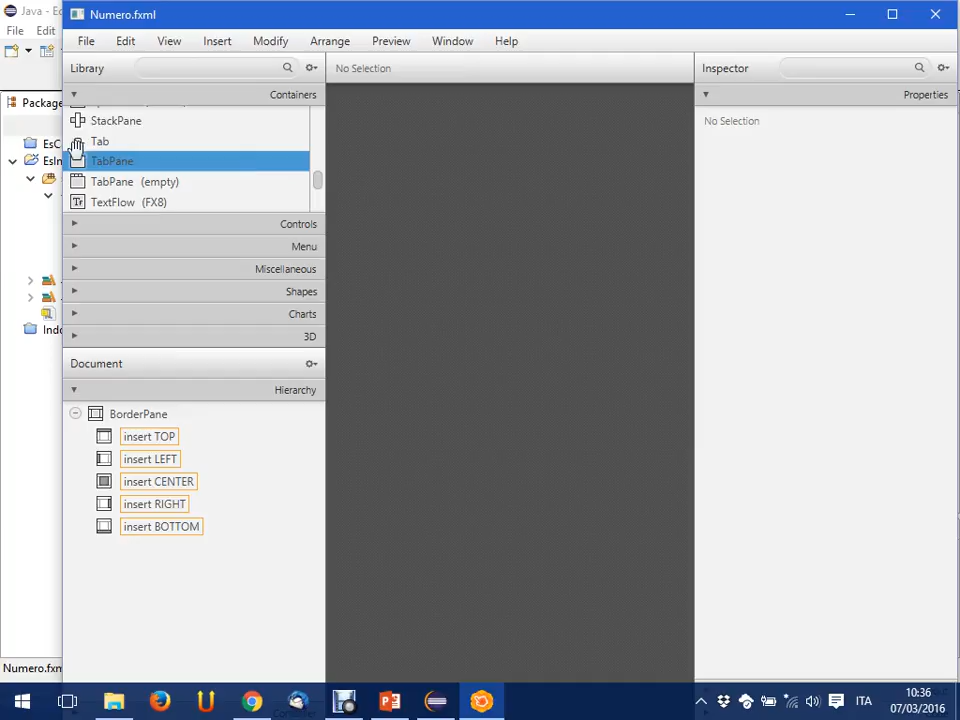 Java - E
Numero.fxml
File Edit
File Edit View Insert Modify Arrange Preview Window Help
Package
Library
No Selection
Inspector
Containers
Properties
StackPane
No Selection
EsC
Tab
EsIn
TabPane
TabPane (empty)
Tr TextFlow (FX8)
Controls
Menu
Miscellaneous
Shapes
Charts
Indo
3D
Document
Hierarchy
BorderPane
insert TOP
insert LEFT
insert CENTER
insert RIGHT
insert BOTTOM
Numero.fxm
ITA
10:36
07/03/2016